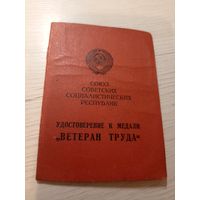 СОЮЗ
СОВЕТСКИХ
СОЦИАЛИСТИЧЕСКИХ
РЕСПУБЛИК
УДОСТОВЕРЕНИЕ К МЕДАЛИ
„ВЕТЕРАН ТРУДА“